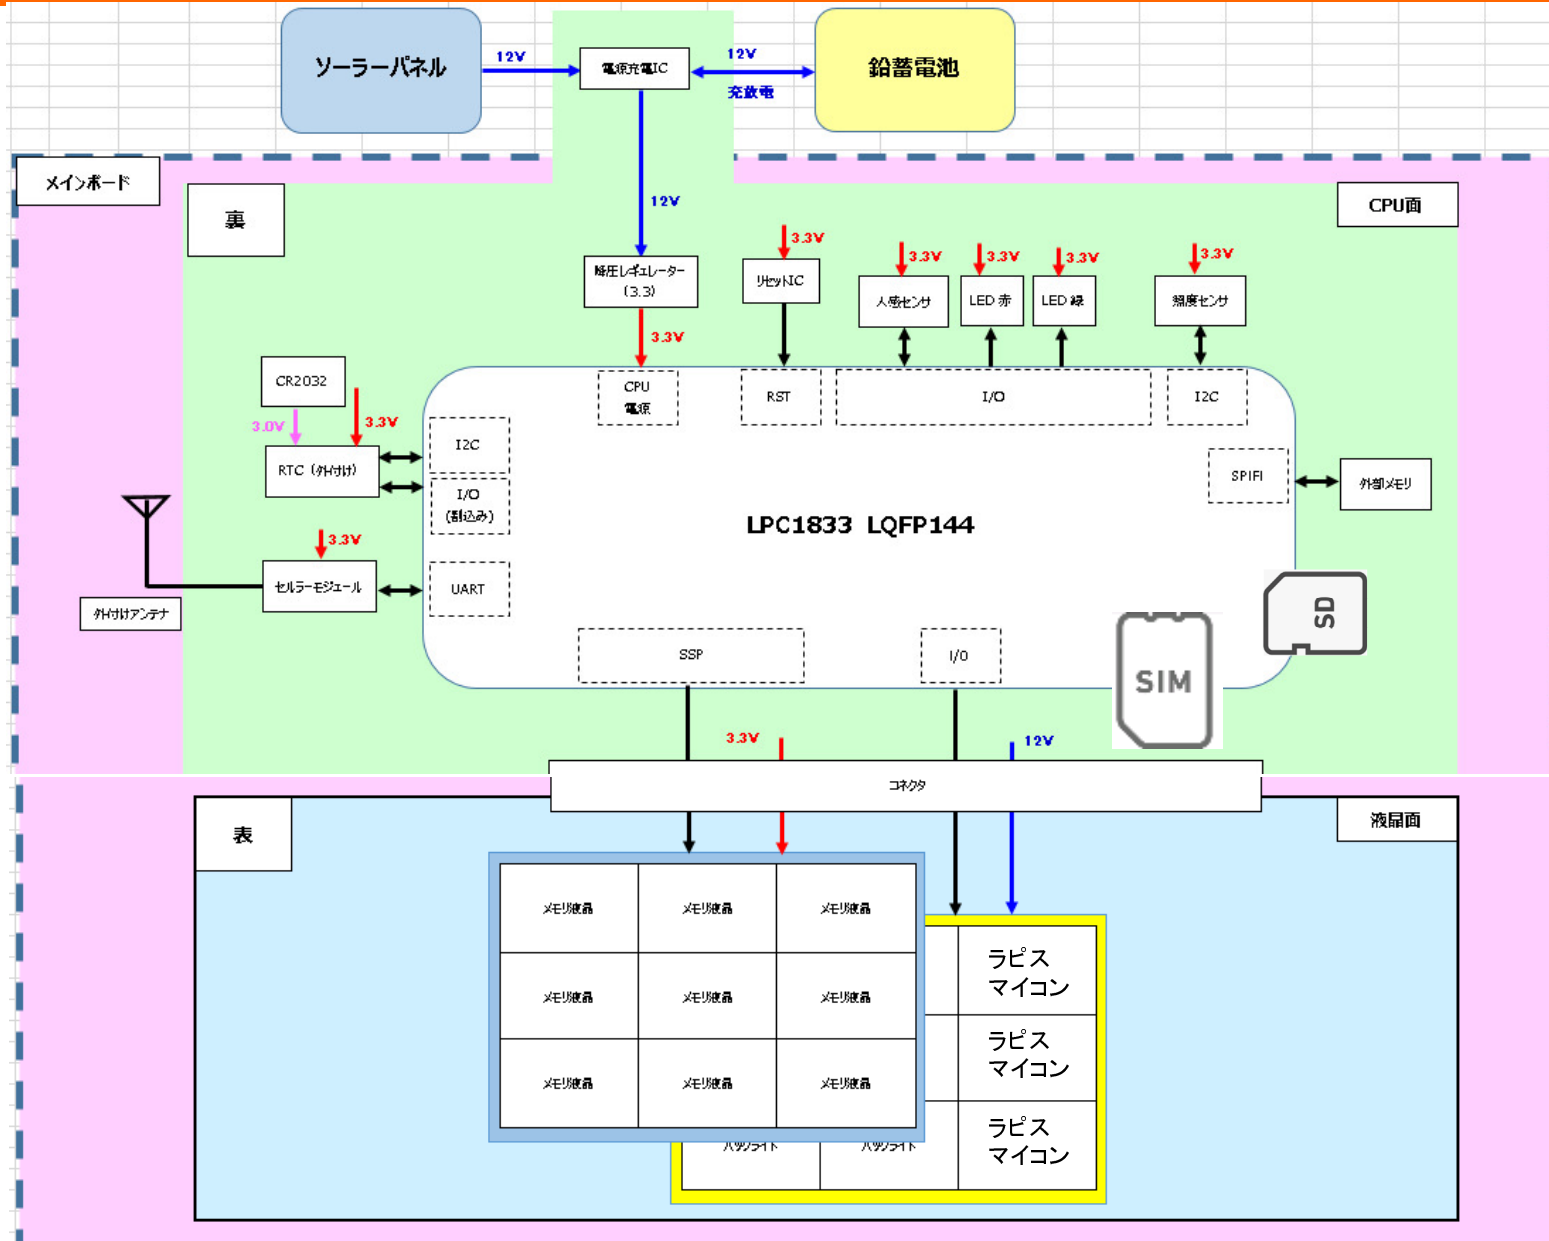 ソーラーパネル
12V
電源充電IC
12V
充放電
鉛蓄電池
メインボード
裏
CPU面
12V
降圧レギュレーター
(3.3)
3.3V
3.3V
リセットIC
3.3V
人感センサ
3.3V
LED 赤
3.3V
LED 緑
3.3V
照度センサ
CR2032
3.0V
3.3V
RTC（外付け）
CPU
電源
RST
I/O
I2C
I2C
I/O
(割込み)
SPIFI
外部メモリ
LPC1833 LQFP144
3.3V
セルラーモジュール
UART
外付けアンテナ
SSP
I/O
SIM
SD
3.3V
12V
コネクタ
表
液晶面
メモリ液晶
メモリ液晶
メモリ液晶
ラピス
マイコン
メモリ液晶
メモリ液晶
メモリ液晶
ラピス
マイコン
メモリ液晶
メモリ液晶
メモリ液晶
ラピス
マイコン
バックライト
バックライト